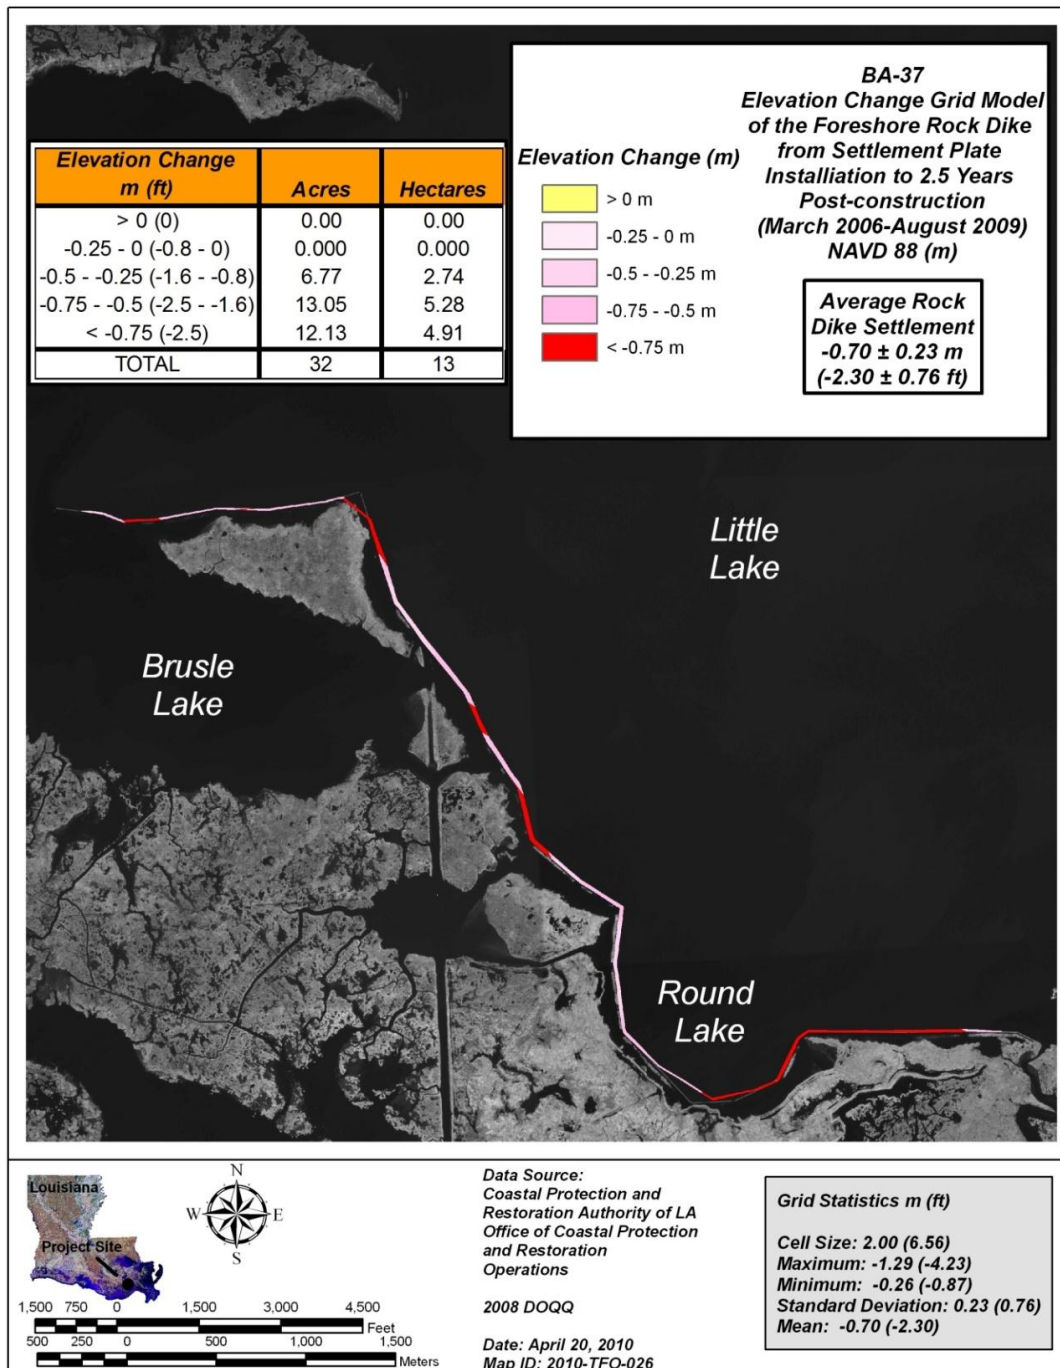 BA-37
Elevation Change Grid Model
of the Foreshore Rock Dike
from Settlement Plate
Installiation to 2.5 Years
Post-construction
(March 2006-August 2009)
NAVD 88 (m)
Average Rock
Dike Settlement
-0.70 ± 0.23 m
(-2.30 ± 0.76 ft)
Elevation Change (m)
> 0 m
-0.25 - 0 m
-0.5 - -0.25 m
-0.75 - -0.5 m
< -0.75 m
Elevation Change
m (ft) Acres Hectares
> 0 (0) 0.00 0.00
-0.25 - 0 (-0.8 - 0) 0.000 0.000
-0.5 - -0.25 (-1.6 - -0.8) 6.77 2.74
-0.75 - -0.5 (-2.5 - -1.6) 13.05 5.28
< -0.75 (-2.5) 12.13 4.91
TOTAL 32 13
Little
Lake
Brusle
Lake
Round
Lake
Louisiana
Project Site
N
W E
S
1,500 750 0 1,500 3,000 4,500
Feet
500 250 0 500 1,000 1,500
Meters
Data Source:
Coastal Protection and
Restoration Authority of LA
Office of Coastal Protection
and Restoration
Operations
2008 DOQQ
Date: April 20, 2010
Map ID: 2010-TFO-026
Grid Statistics m (ft)
Cell Size: 2.00 (6.56)
Maximum: -1.29 (-4.23)
Minimum: -0.26 (-0.87)
Standard Deviation: 0.23 (0.76)
Mean: -0.70 (-2.30)